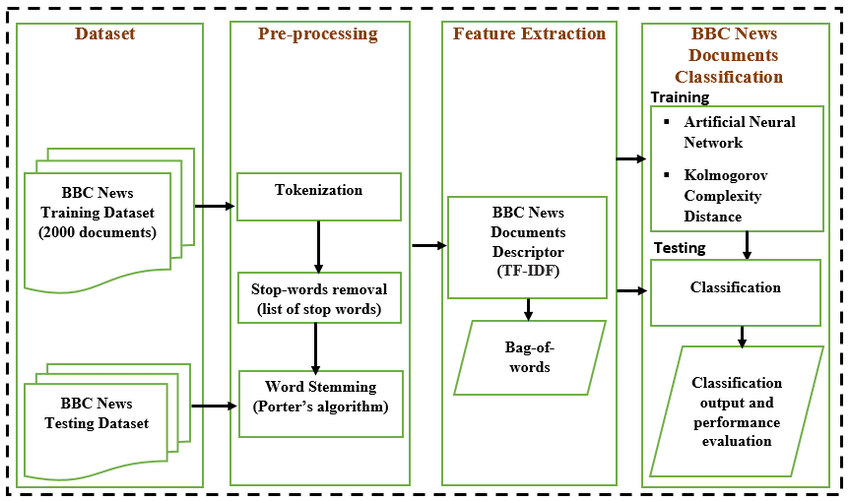 Dataset
BBC News
Training Dataset
(2000 documents)
BBC News
Testing Dataset
Pre-processing
Tokenization
Stop-words removal
(list of stop words)
Word Stemming
(Porter's algorithm)
Feature Extraction
BBC News
Documents
Descriptor
(TF-IDF)
Bag-of-
words
BBC News
Documents
Classification
Training
▪ Artificial Neural
Network
▪ Kolmogorov
Complexity
Distance
Testing
Classification
Classification
output and
performance
evaluation